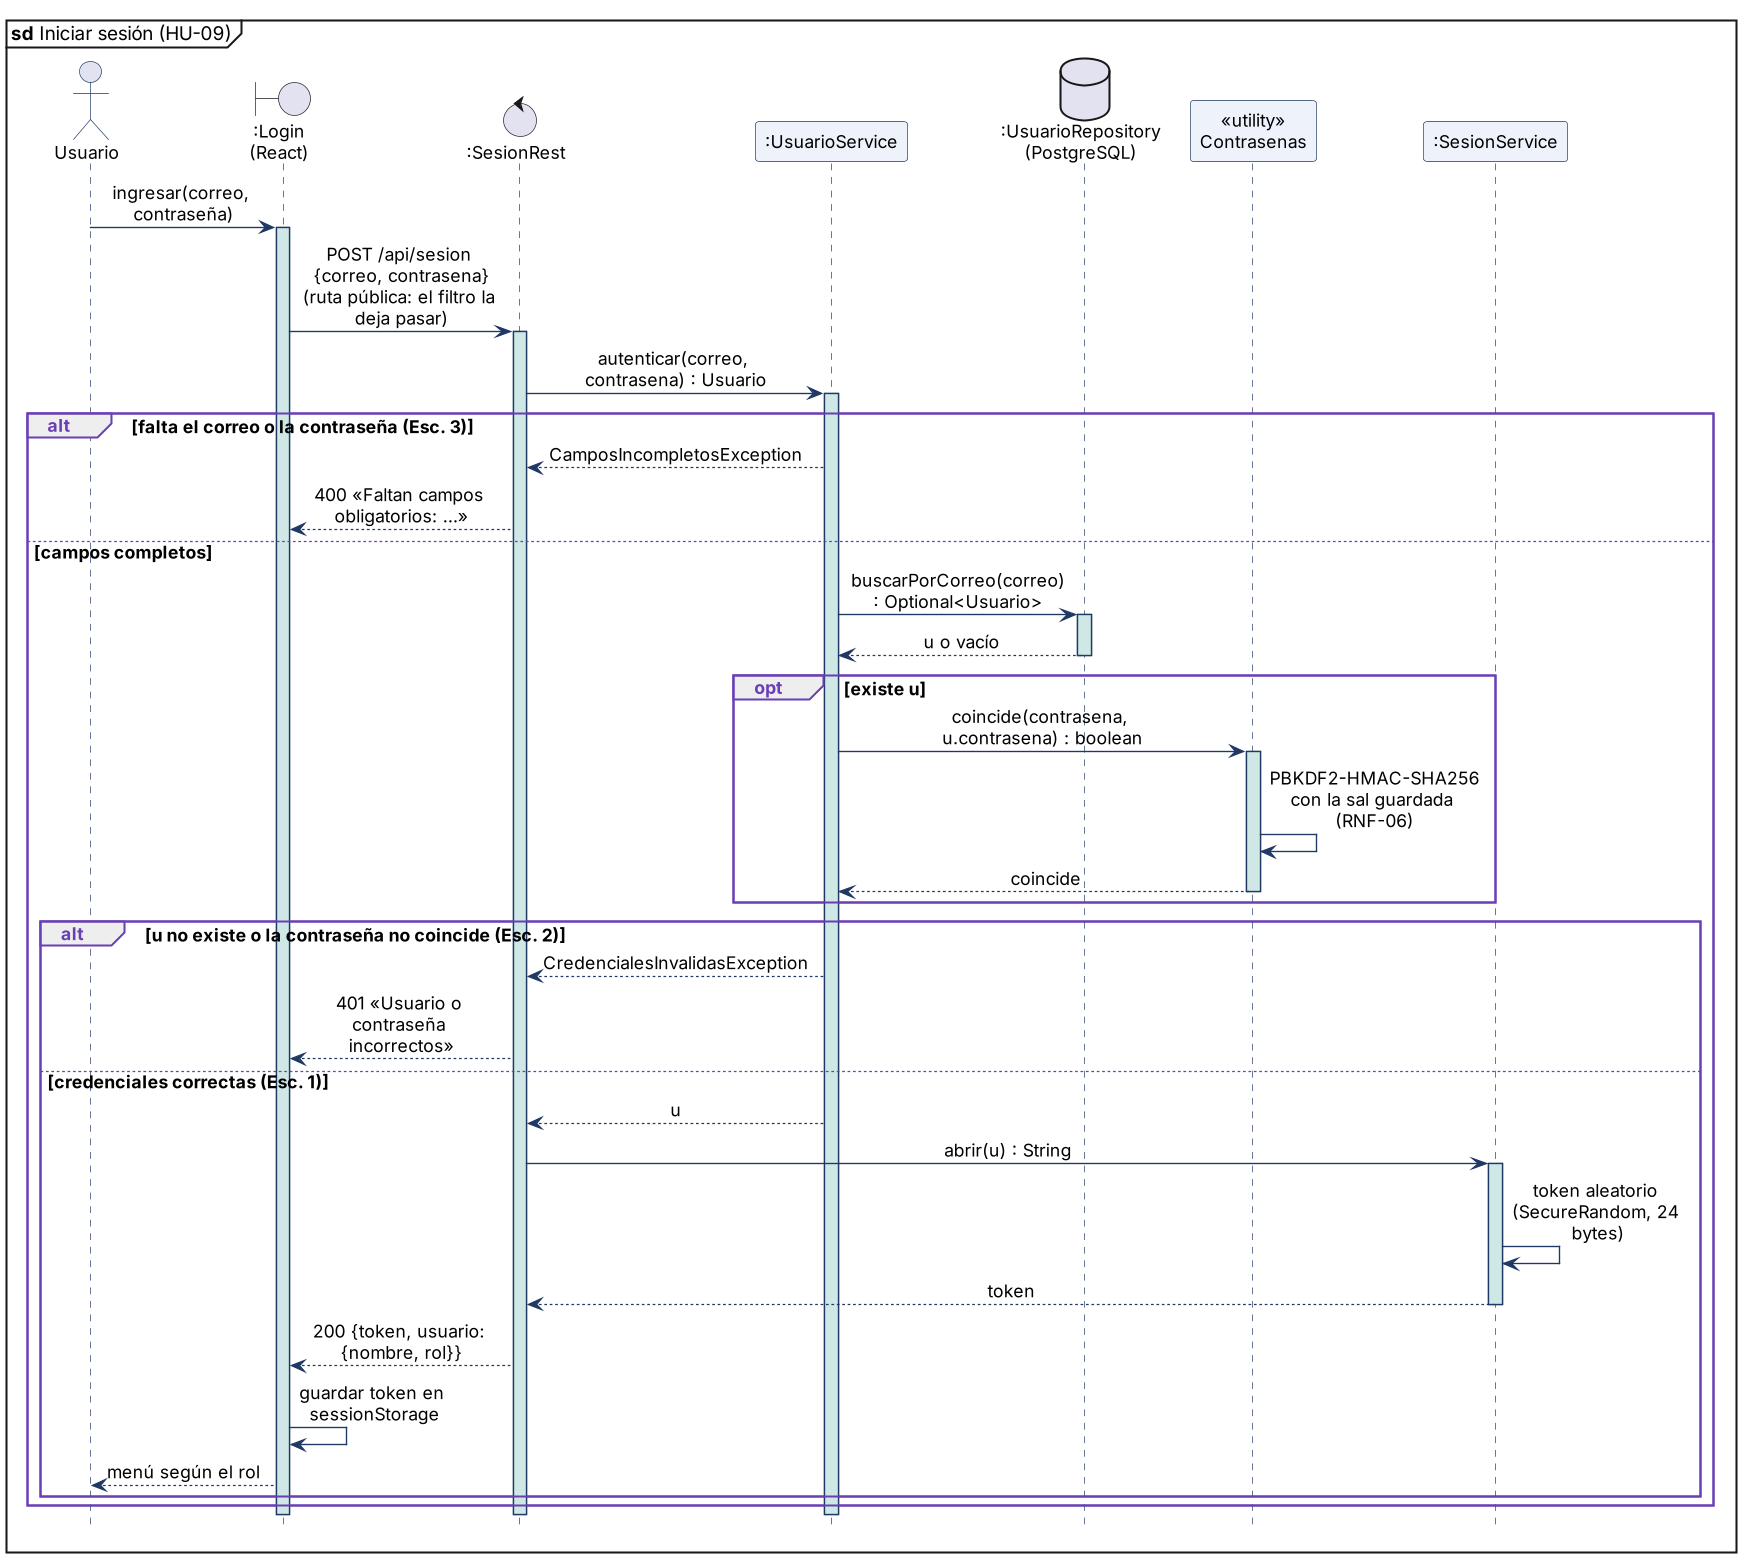 sd Iniciar sesión (HU-09)
Usuario
:Login
(React)
:SesionRest
:UsuarioService
:UsuarioRepository
(PostgreSQL)
«utility»
Contrasenas
:SesionService
ingresar(correo,
contraseña)
POST /api/sesion
{correo, contrasena}
(ruta pública: el filtro la
deja pasar)
autenticar(correo,
contrasena) : Usuario
alt [falta el correo o la contraseña (Esc. 3)]
CamposIncompletosException
400 «Faltan campos
obligatorios: ...»
[campos completos]
buscarPorCorreo(correo)
: Optional<Usuario>
u o vacío
opt [existe u]
coincide(contrasena,
u.contrasena) : boolean
PBKDF2-HMAC-SHA256
con la sal guardada
(RNF-06)
coincide
alt [u no existe o la contraseña no coincide (Esc. 2)]
CredencialesInvalidasException
401 «Usuario o
contraseña
incorrectos»
[credenciales correctas (Esc. 1)]
u
abrir(u) : String
token aleatorio
(SecureRandom, 24
bytes)
token
200 {token, usuario:
{nombre, rol}}
guardar token en
sessionStorage
menú según el rol